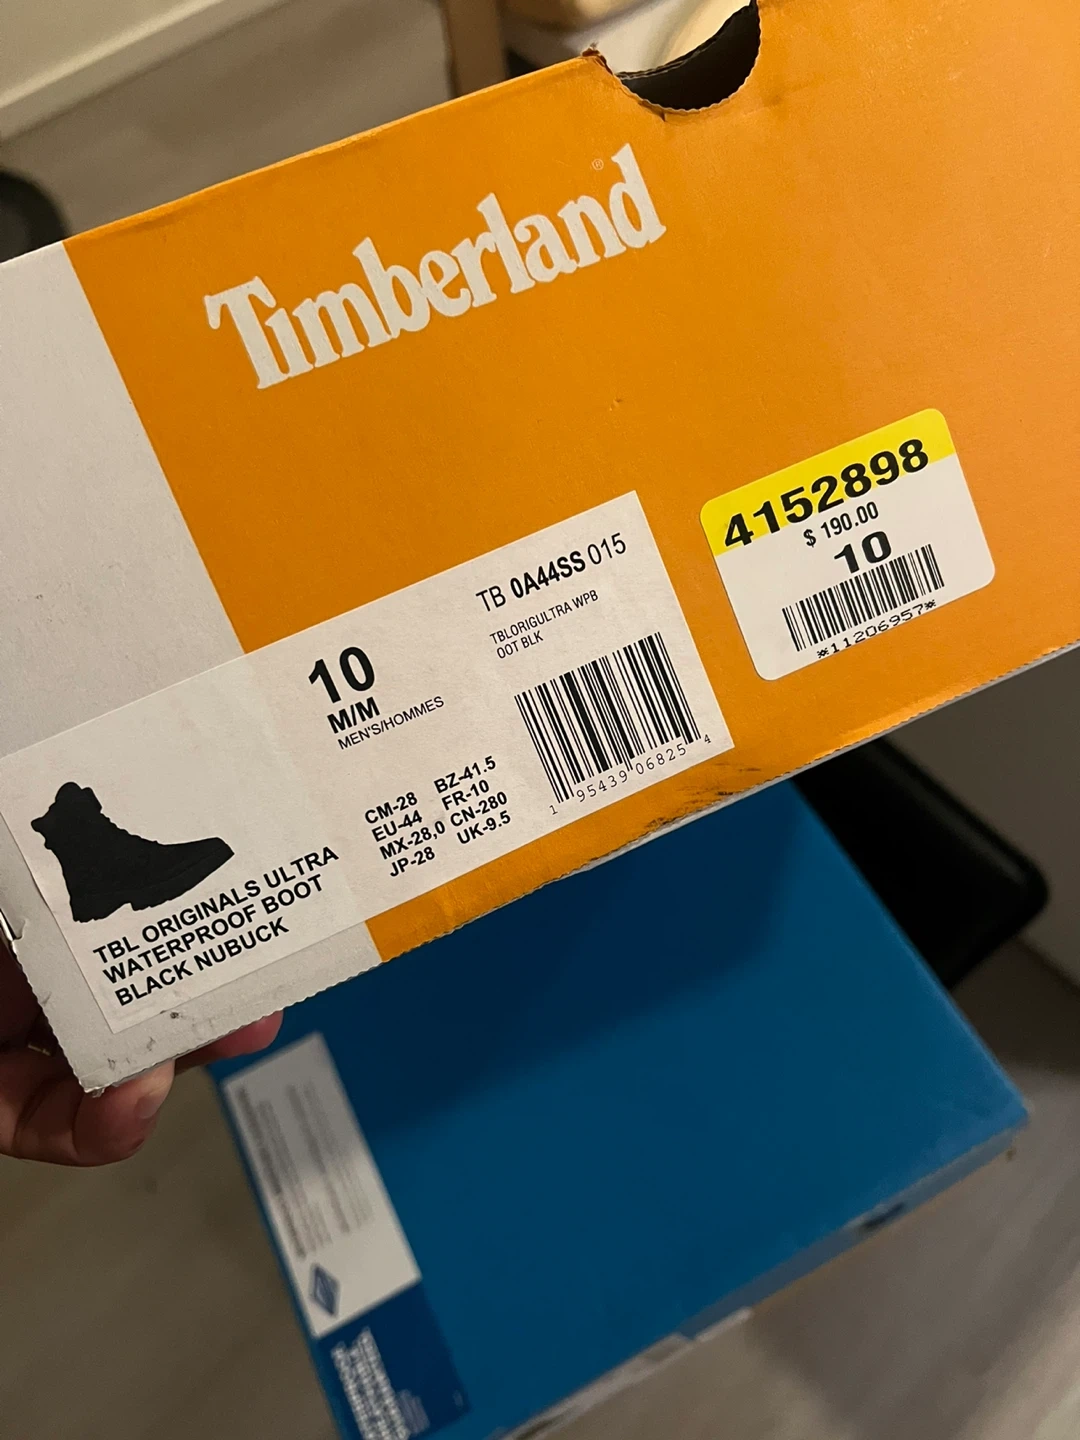 Timberland®
4152898
$ 190.00
10
*11206957*
TB 0A44SS 015
TBLORIGULTRA WPB
OOT BLK
10
M/M
MEN'S/HOMMES
CM-28 BZ-41.5
EU-44 FR-10
MX-28,0 CN-280
JP-28 UK-9.5
1 95439 06825 4
TBL ORIGINALS ULTRA
WATERPROOF BOOT
BLACK NUBUCK